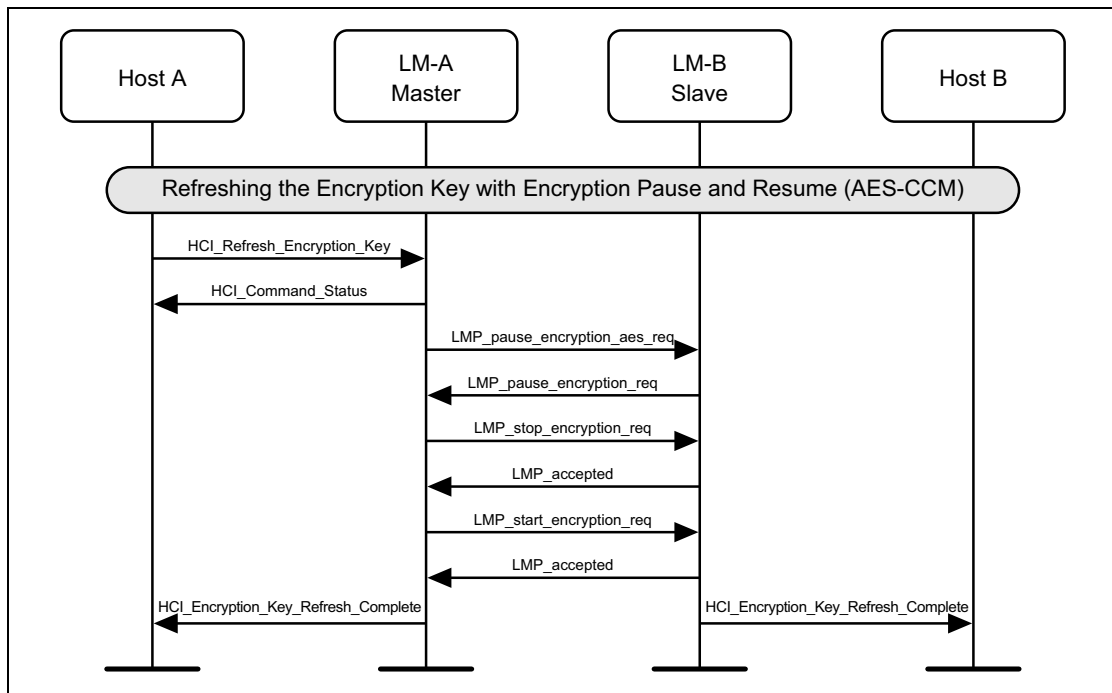 Host A
LM-A
Master
LM-B
Slave
Host B
Refreshing the Encryption Key with Encryption Pause and Resume (AES-CCM)
HCI_Refresh_Encryption_Key
HCI_Command_Status
LMP_pause_encryption_aes_req
LMP_pause_encryption_req
LMP_stop_encryption_req
LMP_accepted
LMP_start_encryption_req
LMP_accepted
HCI_Encryption_Key_Refresh_Complete
HCI_Encryption_Key_Refresh_Complete